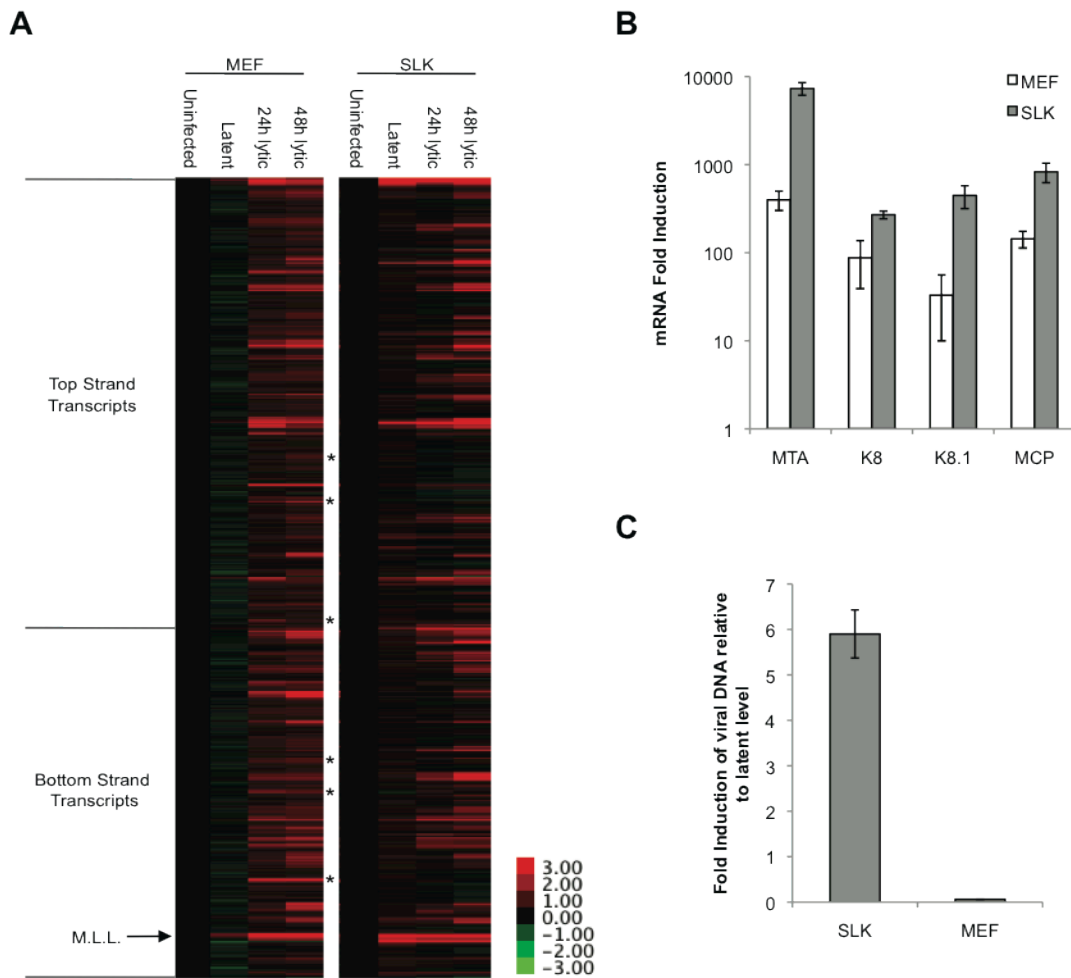 A
MEF
SLK
Uninfected
Latent
24h lytic
48h lytic
Uninfected
Latent
24h lytic
48h lytic
Top Strand
Transcripts
*
*
*
Bottom Strand
Transcripts
*
*
*
M.L.L.
3.00
2.00
1.00
0.00
-1.00
-2.00
-3.00
B
mRNA Fold Induction
10000
1000
100
10
1
MEF
SLK
MTA
K8
K8.1
MCP
C
Fold Induction of viral DNA relative
to latent level
7
6
5
4
3
2
1
0
SLK
MEF